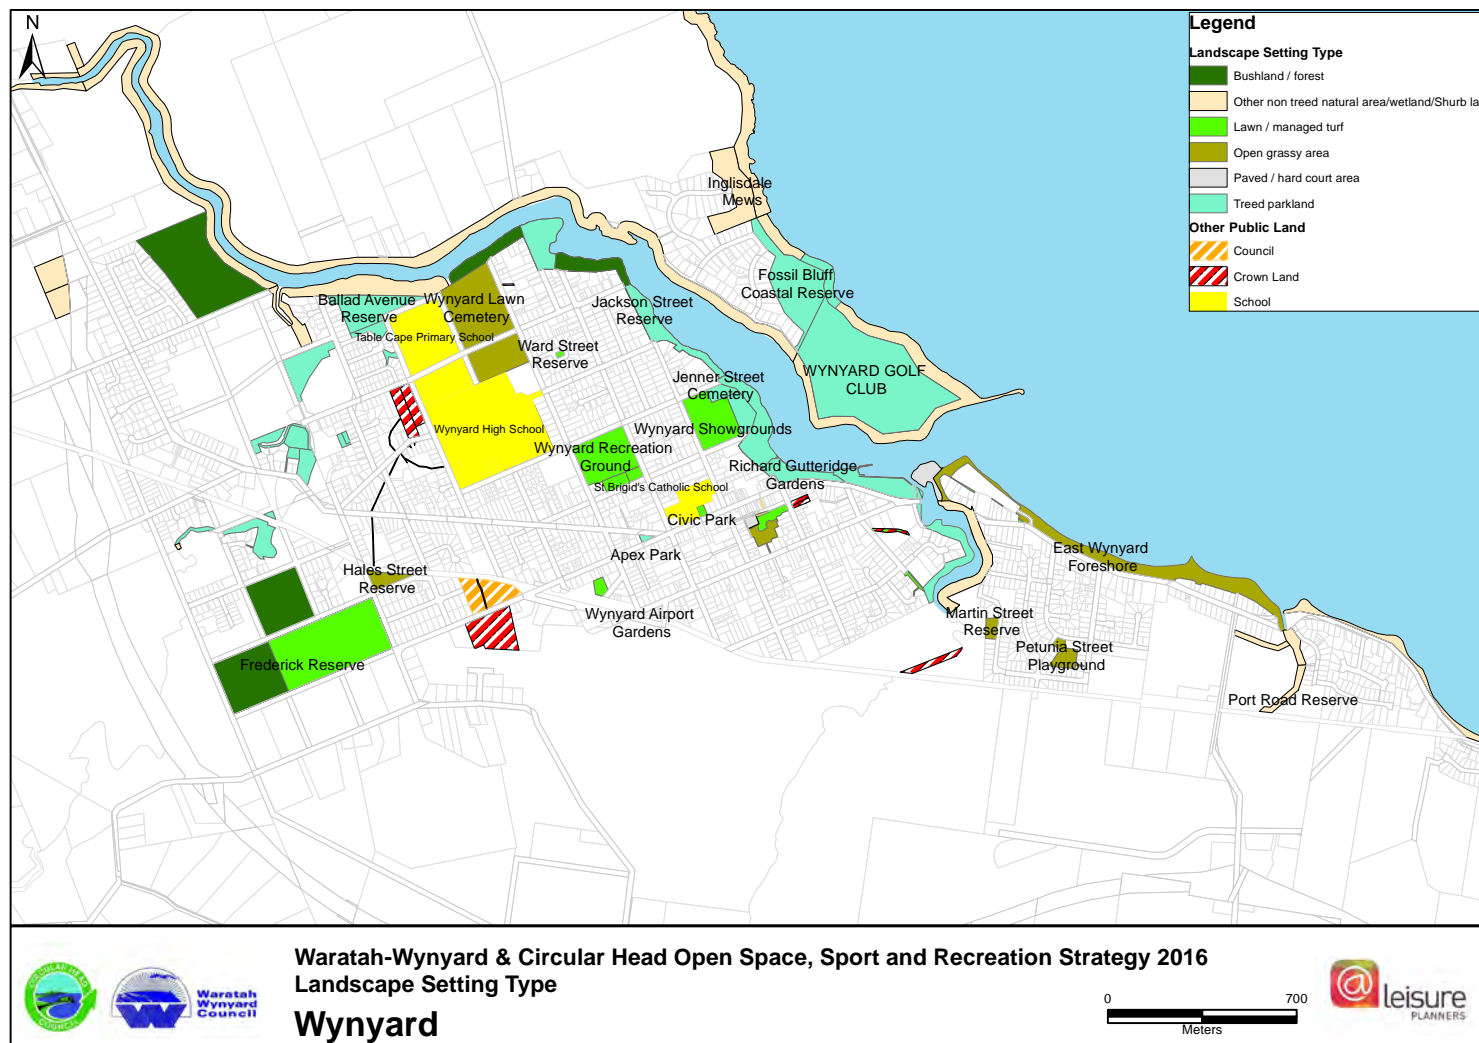 N
Legend
Landscape Setting Type
Bushland / forest
Other non treed natural area/wetland/Shurb la
Lawn / managed turf
Open grassy area
Paved / hard court area
Treed parkland
Other Public Land
Council
Crown Land
School
Inglisdale
Mews
Fossil Bluff
Coastal Reserve
Ballad Avenue
Reserve
Wynyard Lawn
Cemetery
Jackson Street
Reserve
Table Cape Primary School
Ward Street
Reserve
WYNYARD GOLF
CLUB
Jenner Street
Cemetery
Wynyard High School
Wynyard Showgrounds
Wynyard Recreation
Ground
Richard Gutteridge
Gardens
St Brigid's Catholic School
Civic Park
Apex Park
East Wynyard
Foreshore
Hales Street
Reserve
Wynyard Airport
Gardens
Martin Street
Reserve
Petunia Street
Playground
Frederick Reserve
Port Road Reserve
CIRCULAR HEAD
COUNCIL
Waratah
Wynyard
Council
Waratah-Wynyard & Circular Head Open Space, Sport and Recreation Strategy 2016
Landscape Setting Type
Wynyard
0 700
Meters
@leisure
PLANNERS